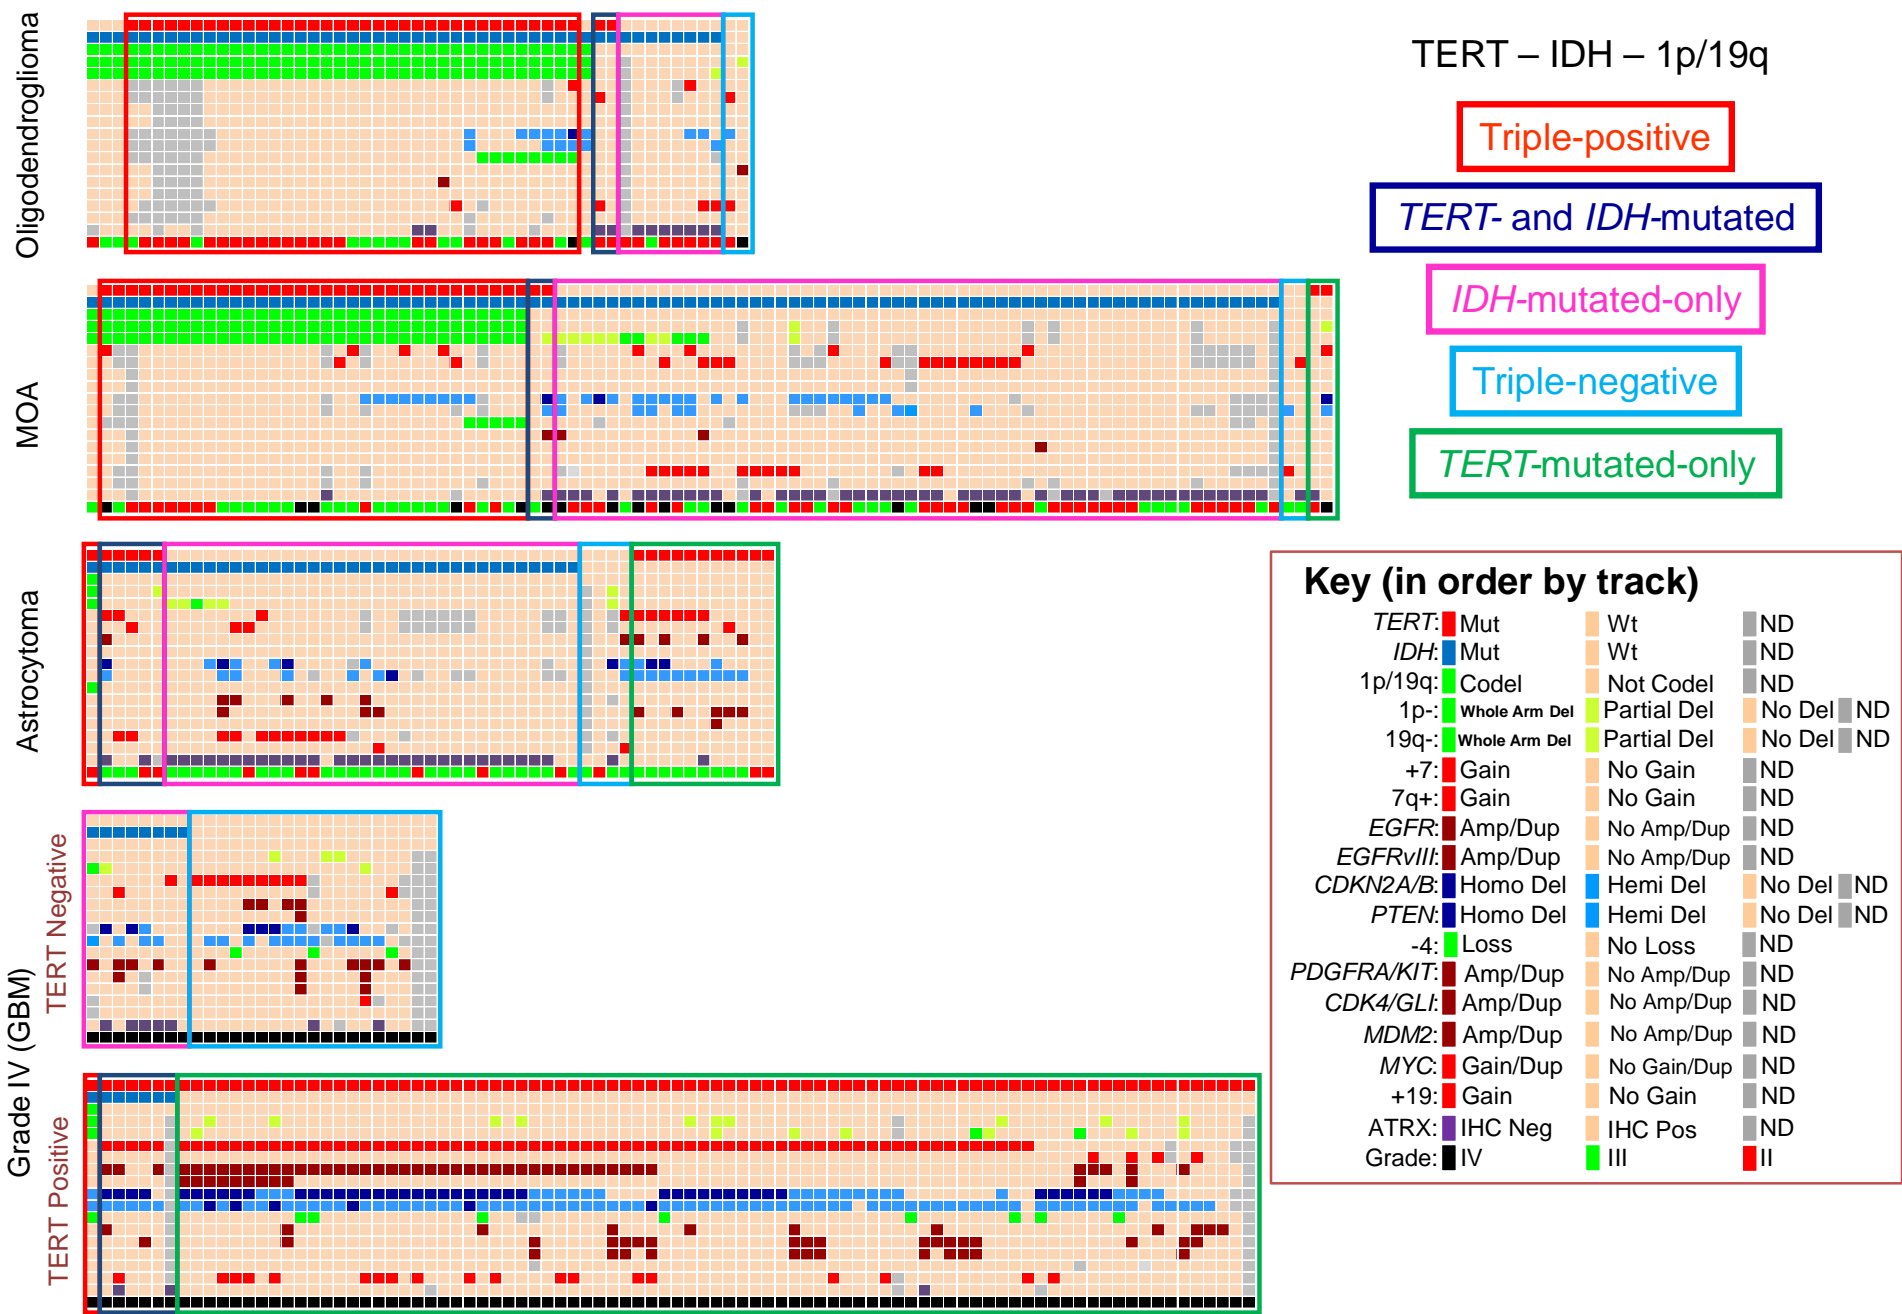 TERT – IDH – 1p/19q
Triple-positive
TERT- and IDH-mutated
IDH-mutated-only
Triple-negative
TERT-mutated-only
Oligodendroglioma
MOA
Astrocytoma
Grade IV (GBM)
TERT Negative
TERT Positive
Key (in order by track)
TERT: Mut Wt ND
IDH: Mut Wt ND
1p/19q: Codel Not Codel ND
1p-: Whole Arm Del Partial Del No Del ND
19q-: Whole Arm Del Partial Del No Del ND
+7: Gain No Gain ND
7q+: Gain No Gain ND
EGFR: Amp/Dup No Amp/Dup ND
EGFRvIII: Amp/Dup No Amp/Dup ND
CDKN2A/B: Homo Del Hemi Del No Del ND
PTEN: Homo Del Hemi Del No Del ND
-4: Loss No Loss ND
PDGFRA/KIT: Amp/Dup No Amp/Dup ND
CDK4/GLI: Amp/Dup No Amp/Dup ND
MDM2: Amp/Dup No Amp/Dup ND
MYC: Gain/Dup No Gain/Dup ND
+19: Gain No Gain ND
ATRX: IHC Neg IHC Pos ND
Grade: IV III II